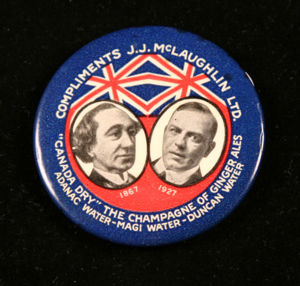 COMPLIMENTS J.J. McLAUGHLIN LTD.
1867
1927
"CANADA DRY" THE CHAMPAGNE OF GINGER ALES
ADANAC WATER-MAGI WATER-DUNCAN WATER